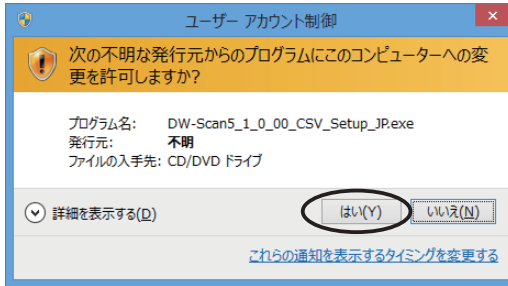 ユーザー アカウント制御
次の不明な発行元からのプログラムにこのコンピューターへの変
更を許可しますか?
プログラム名: DW-Scan5_1_0_00_CSV_Setup_JP.exe
発行元: 不明
ファイルの入手先: CD/DVD ドライブ
詳細を表示する(D) はい(Y) いいえ(N)
これらの通知を表示するタイミングを変更する